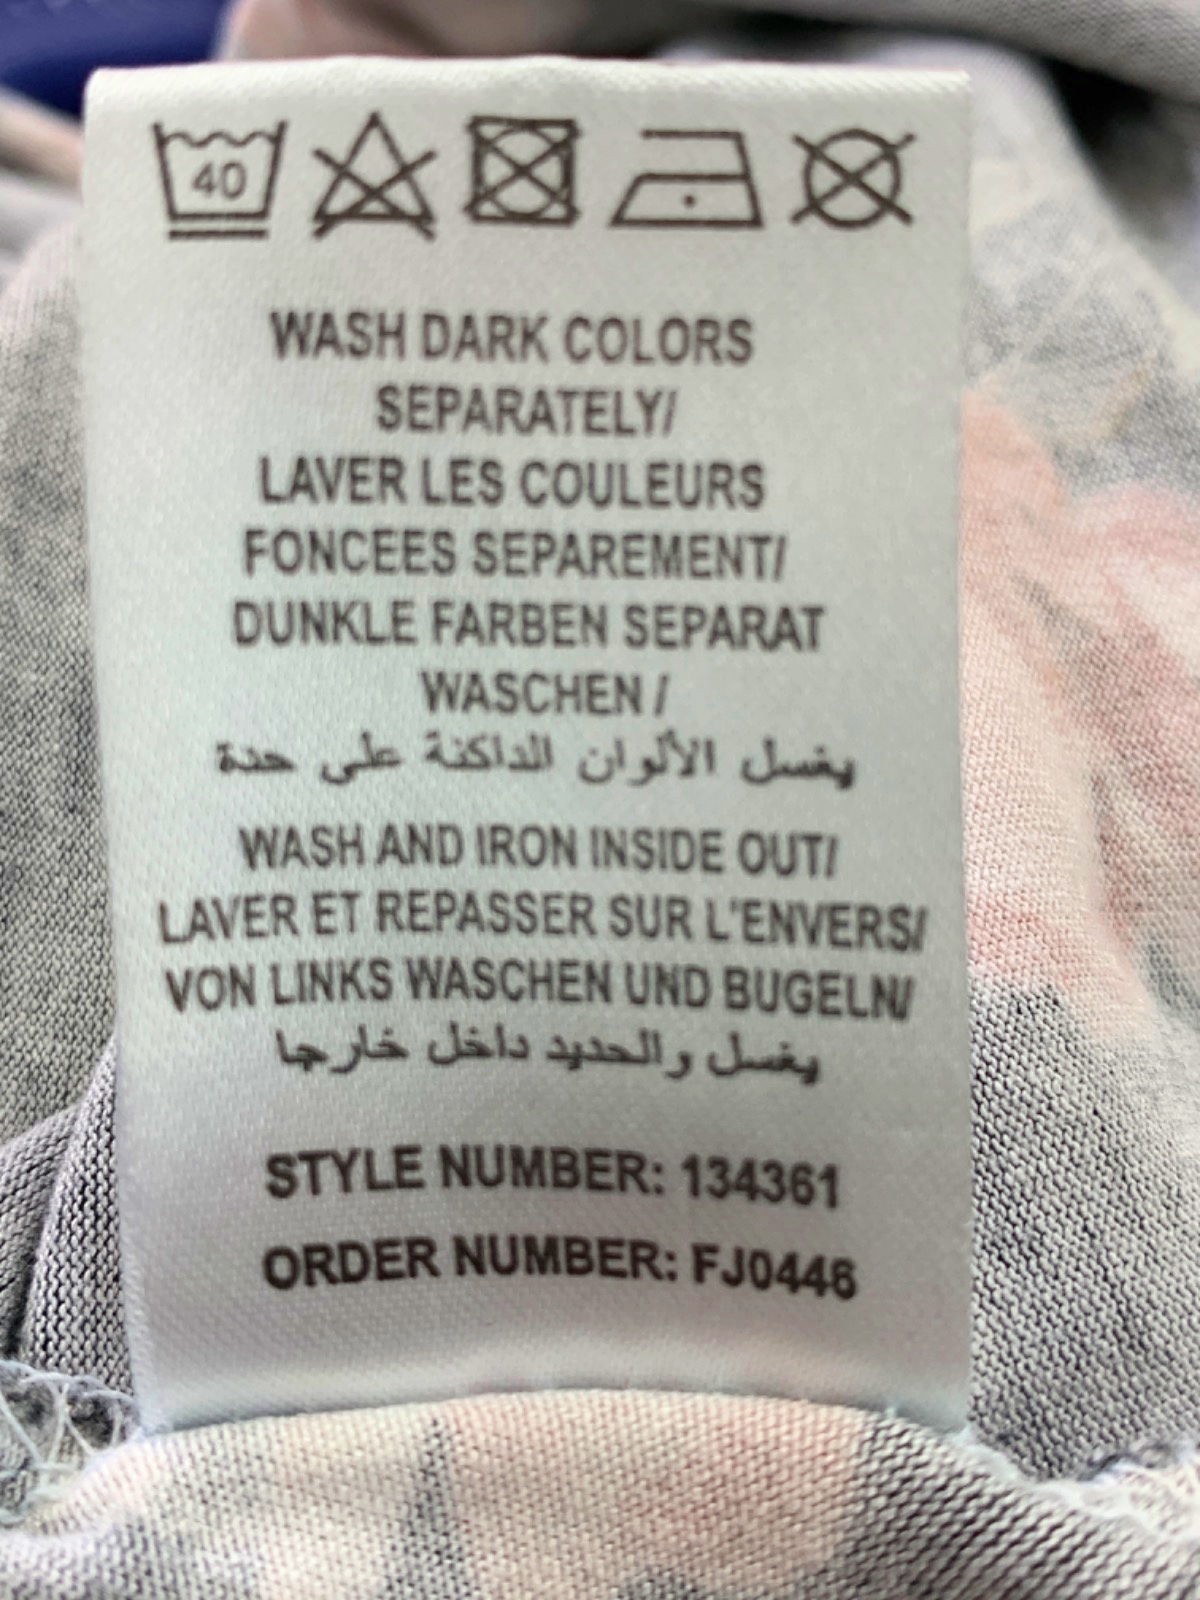 40
WASH DARK COLORS
SEPARATELY/
LAVER LES COULEURS
FONCEES SEPAREMENT/
DUNKLE FARBEN SEPARAT
WASCHEN /
يغسل الألوان الداكنة على حدة
WASH AND IRON INSIDE OUT/
LAVER ET REPASSER SUR L'ENVERS/
VON LINKS WASCHEN UND BUGELN/
يغسل والحديد داخل خارجا
STYLE NUMBER: 134361
ORDER NUMBER: FJ0446